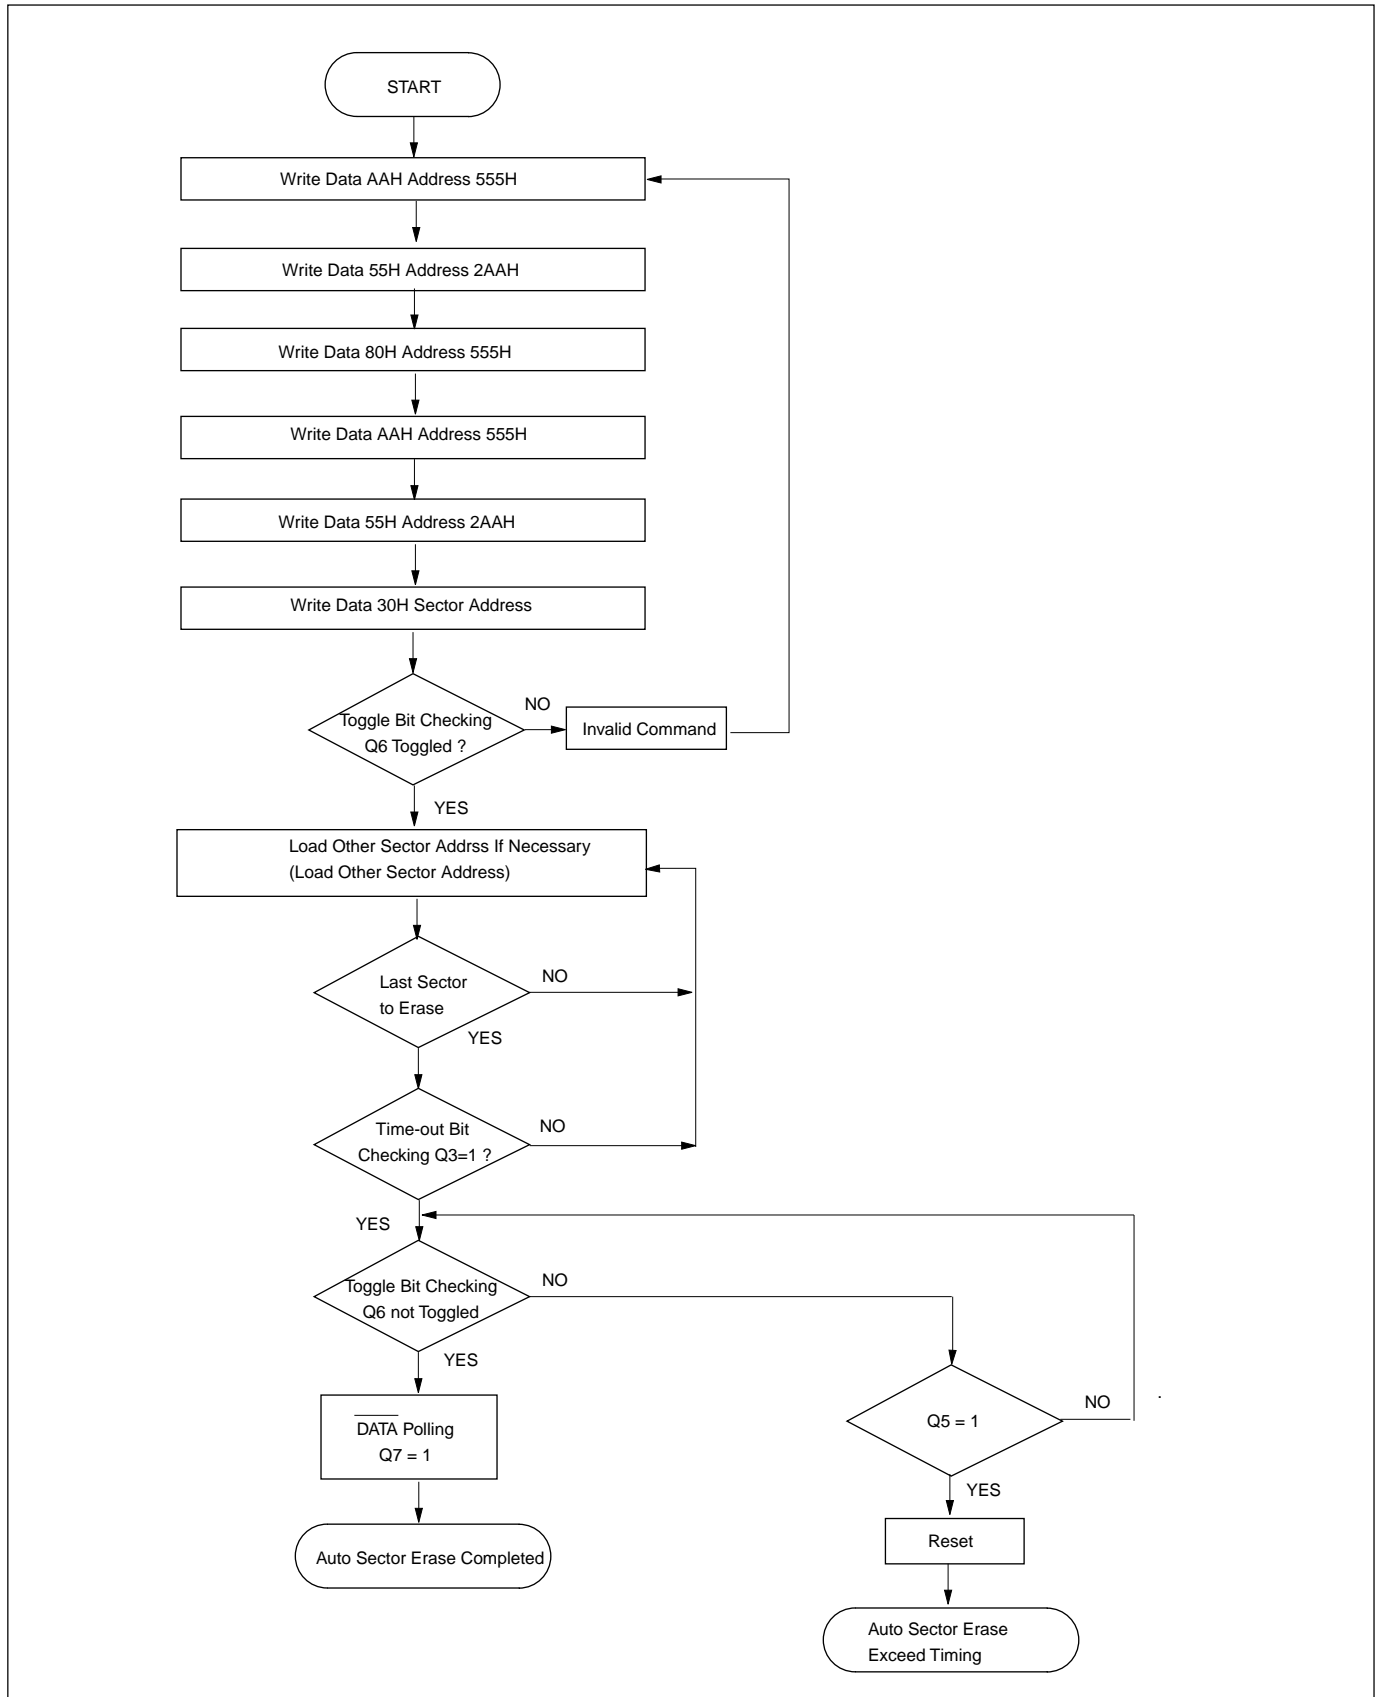 START
Write Data AAH Address 555H
Write Data 55H Address 2AAH
Write Data 80H Address 555H
Write Data AAH Address 555H
Write Data 55H Address 2AAH
Write Data 30H Sector Address
Toggle Bit Checking
Q6 Toggled ?
NO
Invalid Command
YES
Load Other Sector Addrss If Necessary
(Load Other Sector Address)
Last Sector
to Erase
NO
YES
Time-out Bit
Checking Q3=1 ?
NO
YES
Toggle Bit Checking
Q6 not Toggled
NO
YES
DATA Polling
Q7 = 1
Q5 = 1
NO
YES
Reset
Auto Sector Erase Completed
Auto Sector Erase
Exceed Timing